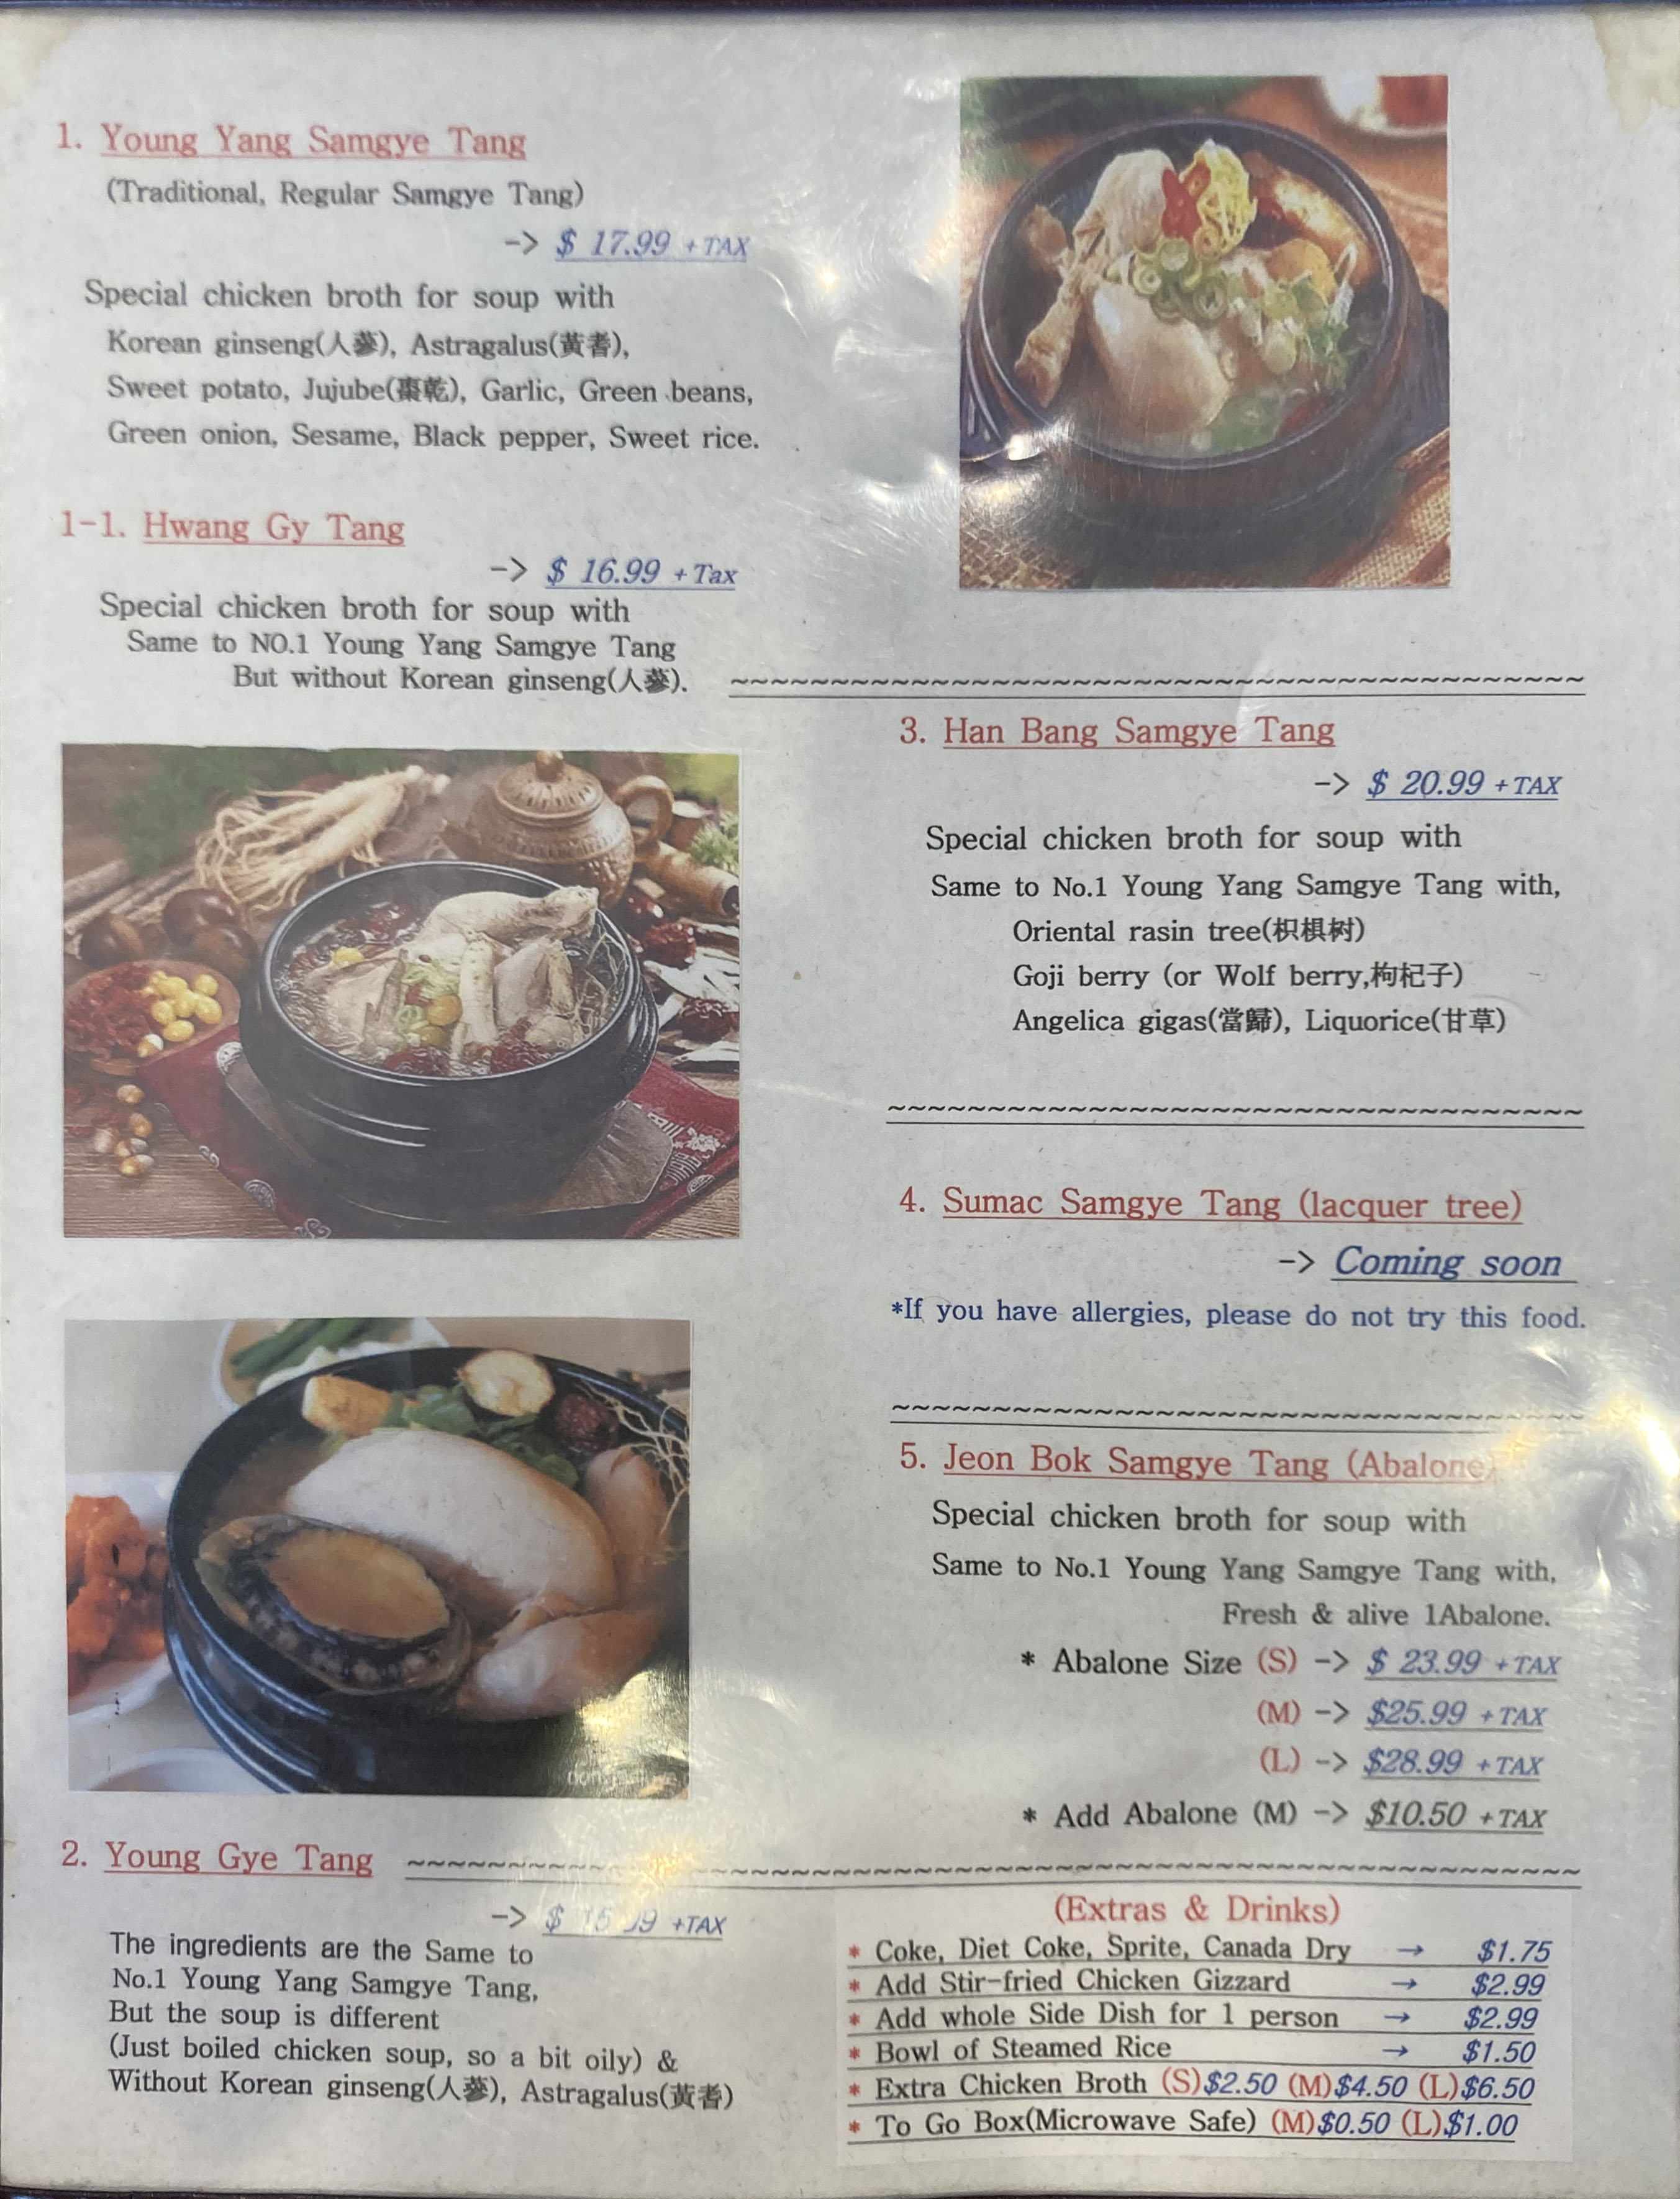 1. Young Yang Samgye Tang
(Traditional, Regular Samgye Tang)
-> $ 17.99 + TAX
Special chicken broth for soup with
Korean ginseng(人蔘), Astragalus(黃耆),
Sweet potato, Jujube(棗乾), Garlic, Green beans,
Green onion, Sesame, Black pepper, Sweet rice.
1-1. Hwang Gy Tang
-> $ 16.99 + Tax
Special chicken broth for soup with
Same to NO.1 Young Yang Samgye Tang
But without Korean ginseng(人蔘).
2. Young Gye Tang
-> $ +TAX
The ingredients are the Same to
No.1 Young Yang Samgye Tang,
But the soup is different
(Just boiled chicken soup, so a bit oily) &
Without Korean ginseng(人蔘), Astragalus(黃耆)
~~~~~~~~~~~~~~~~~~~~~~~~~~~~~~~~~~~~~~~~~~
3. Han Bang Samgye Tang
-> $ 20.99 + TAX
Special chicken broth for soup with
Same to No.1 Young Yang Samgye Tang with,
Oriental rasin tree(枳椇树)
Goji berry (or Wolf berry,枸杞子)
Angelica gigas(當歸), Liquorice(甘草)
~~~~~~~~~~~~~~~~~~~~~~~~~~~~~~~~~~
4. Sumac Samgye Tang (lacquer tree)
-> Coming soon
*If you have allergies, please do not try this food.
~~~~~~~~~~~~~~~~~~~~~~~~~~~~~~~~~~
5. Jeon Bok Samgye Tang (Abalone)
Special chicken broth for soup with
Same to No.1 Young Yang Samgye Tang with,
Fresh & alive 1Abalone.
* Abalone Size (S) -> $ 23.99 + TAX
(M) -> $25.99 + TAX
(L) -> $28.99 + TAX
* Add Abalone (M) -> $10.50 + TAX
(Extras & Drinks)
* Coke, Diet Coke, Sprite, Canada Dry → $1.75
* Add Stir-fried Chicken Gizzard → $2.99
* Add whole Side Dish for 1 person → $2.99
* Bowl of Steamed Rice → $1.50
* Extra Chicken Broth (S)$2.50 (M)$4.50 (L)$6.50
* To Go Box(Microwave Safe) (M)$0.50 (L)$1.00